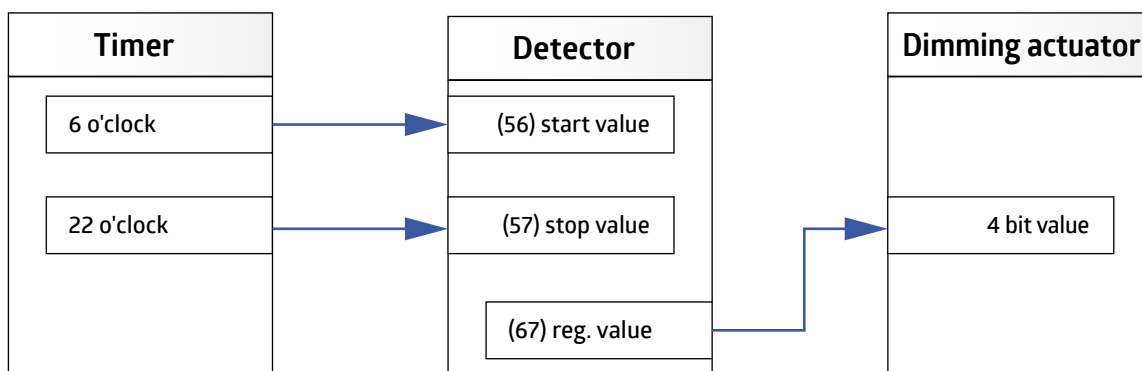 Timer
Detector
Dimming actuator
6 o'clock
(56) start value
22 o'clock
(57) stop value
4 bit value
(67) reg. value